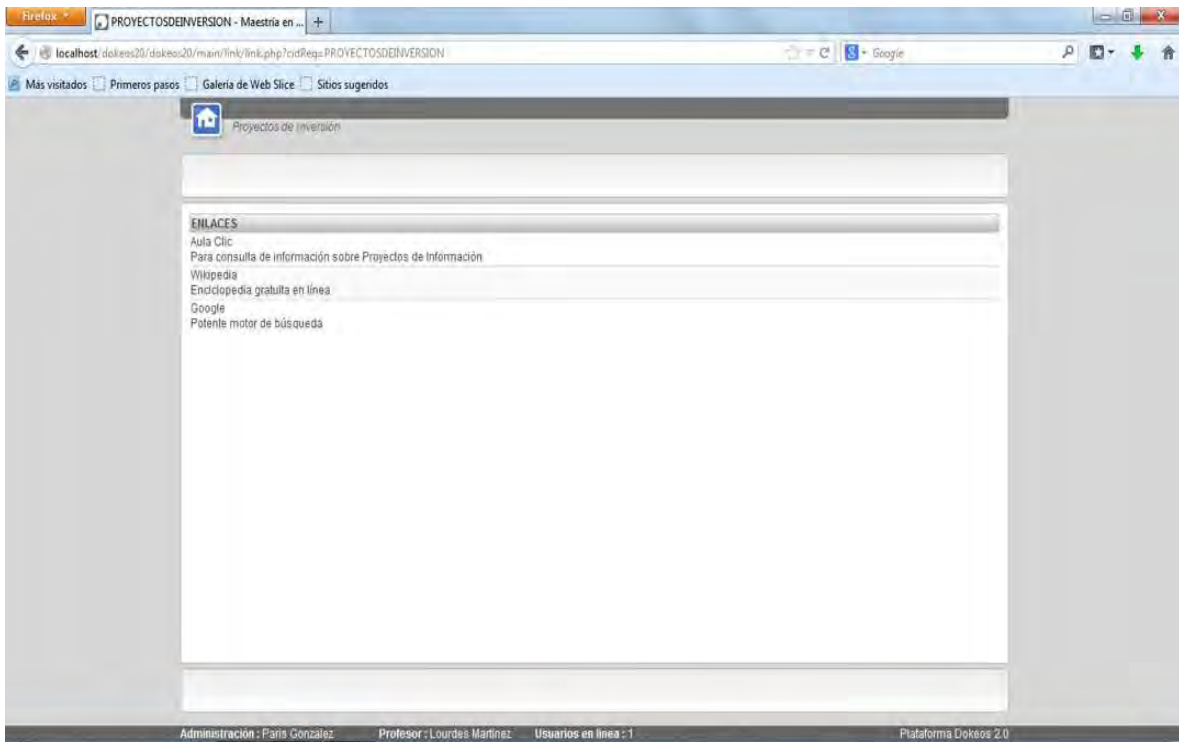 Firefox
PROYECTOSDEINVERSION - Maestría en ... +
localhost/dokeos20/dokeos20/main/link/link.php?cidReq=PROYECTOSDEINVERSION
Google
Más visitados Primeros pasos Galería de Web Slice Sitios sugeridos
Proyectos de Inversión
ENLACES
Aula Clic
Para consulta de información sobre Proyectos de Información
Wikipedia
Enciclopedia gratuita en línea
Google
Potente motor de búsqueda
Administración : Paris González Profesor : Lourdes Martínez Usuarios en línea : 1 Plataforma Dokeos 2.0